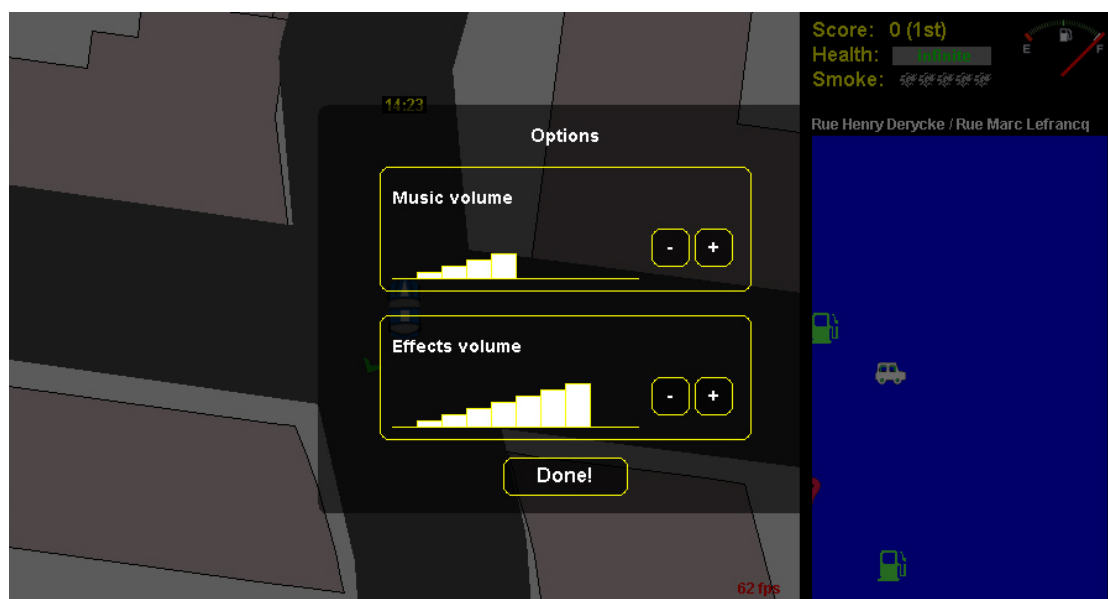 Score: 0 (1st)
Health: Infinite
Smoke:
E F
Rue Henry Derycke / Rue Marc Lefrancq
14:23
Options
Music volume
- +
Effects volume
- +
Done!
62 fps